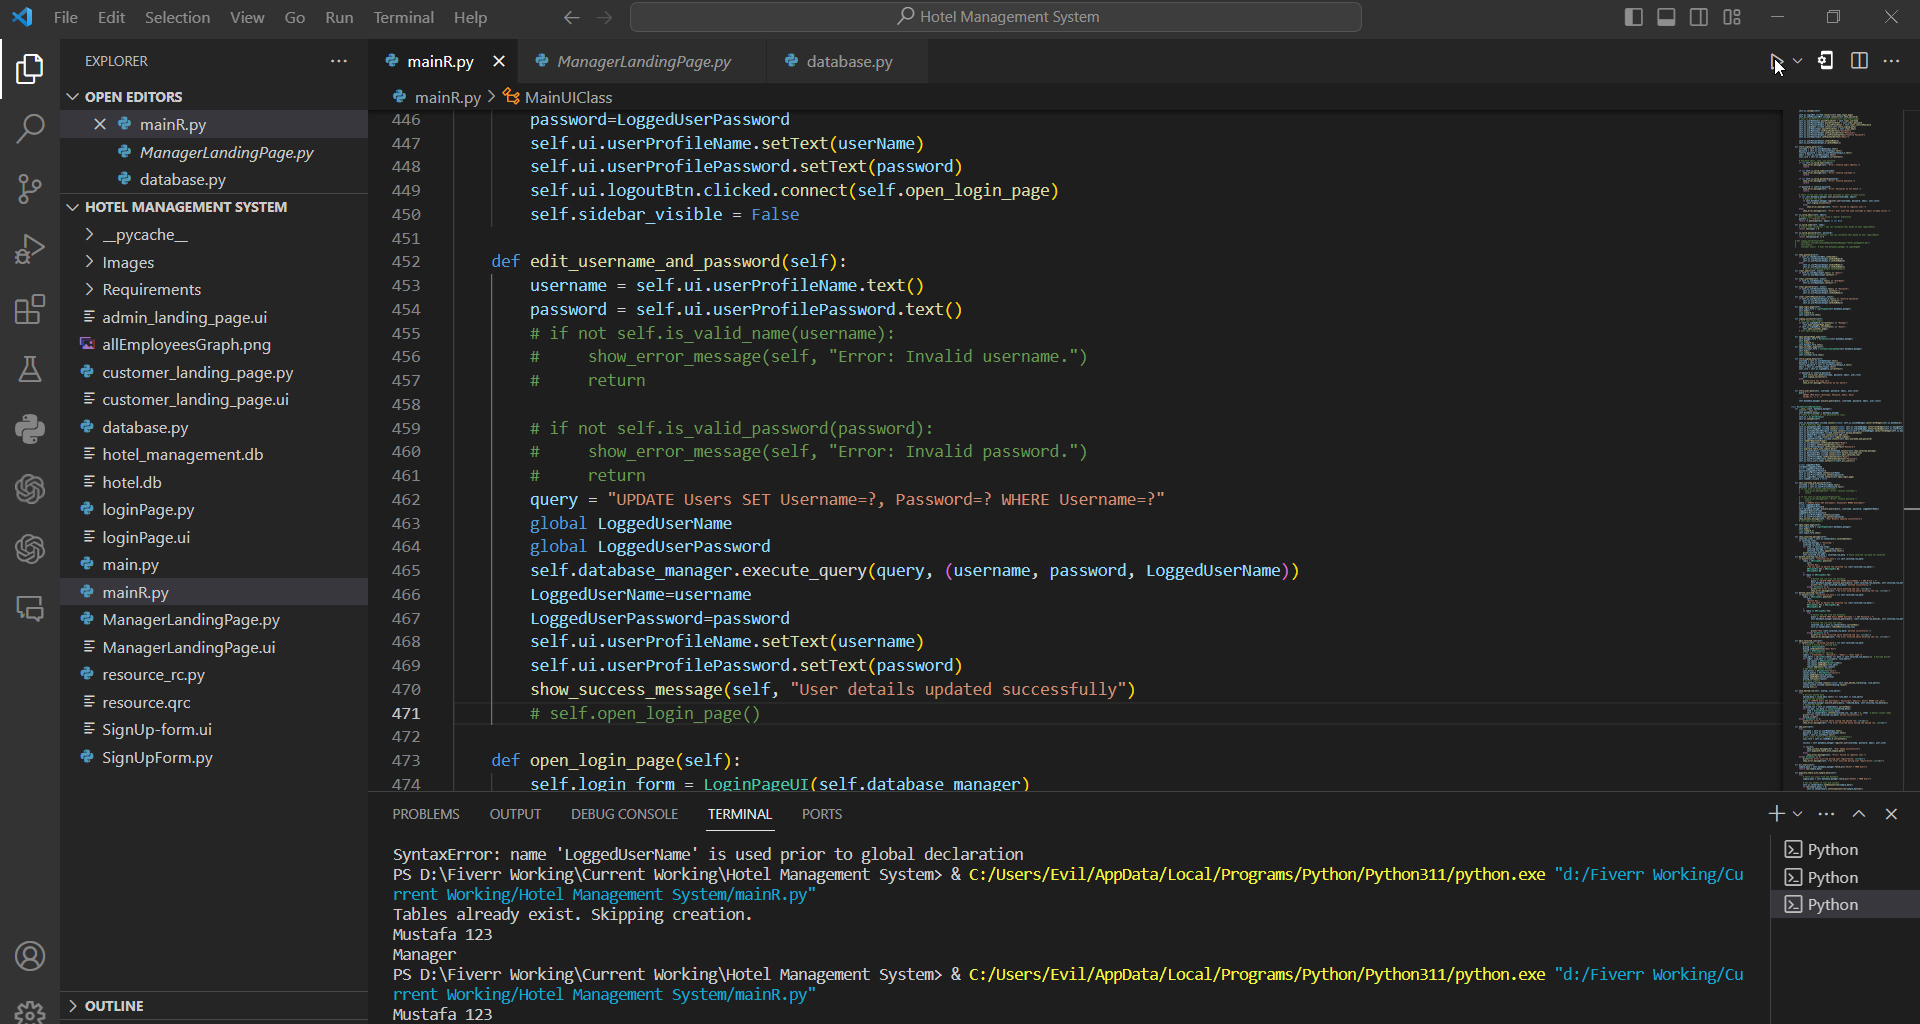 File Edit Selection View Go Run Terminal Help
Hotel Management System
EXPLORER
OPEN EDITORS
mainR.py
ManagerLandingPage.py
database.py
HOTEL MANAGEMENT SYSTEM
__pycache__
Images
Requirements
admin_landing_page.ui
allEmployeesGraph.png
customer_landing_page.py
customer_landing_page.ui
database.py
hotel_management.db
hotel.db
loginPage.py
loginPage.ui
main.py
mainR.py
ManagerLandingPage.py
ManagerLandingPage.ui
resource_rc.py
resource.qrc
SignUp-form.ui
SignUpForm.py
OUTLINE
mainR.py ManagerLandingPage.py database.py
mainR.py > MainUIClass
446 password=LoggedUserPassword
447 self.ui.userProfileName.setText(userName)
448 self.ui.userProfilePassword.setText(password)
449 self.ui.logoutBtn.clicked.connect(self.open_login_page)
450 self.sidebar_visible = False
451
452 def edit_username_and_password(self):
453 username = self.ui.userProfileName.text()
454 password = self.ui.userProfilePassword.text()
455 # if not self.is_valid_name(username):
456 #     show_error_message(self, "Error: Invalid username.")
457 #     return
458
459 # if not self.is_valid_password(password):
460 #     show_error_message(self, "Error: Invalid password.")
461 #     return
462 query = "UPDATE Users SET Username=?, Password=? WHERE Username=?"
463 global LoggedUserName
464 global LoggedUserPassword
465 self.database_manager.execute_query(query, (username, password, LoggedUserName))
466 LoggedUserName=username
467 LoggedUserPassword=password
468 self.ui.userProfileName.setText(username)
469 self.ui.userProfilePassword.setText(password)
470 show_success_message(self, "User details updated successfully")
471 # self.open_login_page()
472
473 def open_login_page(self):
474 self.login_form = LoginPageUI(self.database_manager)
PROBLEMS OUTPUT DEBUG CONSOLE TERMINAL PORTS
SyntaxError: name 'LoggedUserName' is used prior to global declaration
PS D:\Fiverr Working\Current Working\Hotel Management System> & C:/Users/Evil/AppData/Local/Programs/Python/Python311/python.exe "d:/Fiverr Working/Cu
rrent Working/Hotel Management System/mainR.py"
Tables already exist. Skipping creation.
Mustafa 123
Manager
PS D:\Fiverr Working\Current Working\Hotel Management System> & C:/Users/Evil/AppData/Local/Programs/Python/Python311/python.exe "d:/Fiverr Working/Cu
rrent Working/Hotel Management System/mainR.py"
Mustafa 123
Python
Python
Python